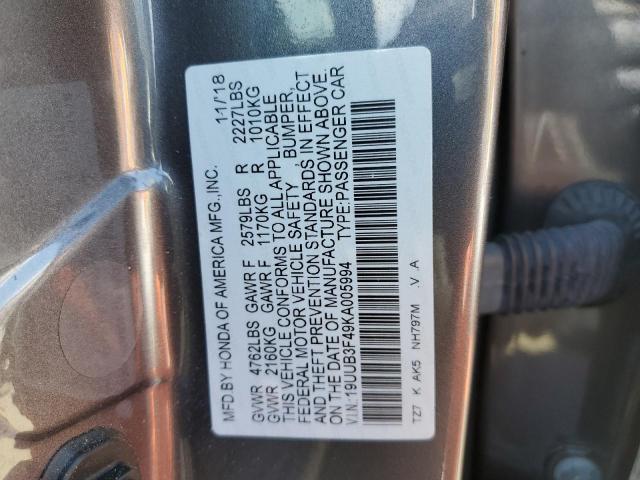 MFD.BY HONDA OF AMERICA MFG.,INC. 11/18
GVWR 4762LBS GAWR F 2579LBS R 2227LBS
GVWR 2160KG GAWR F 1170KG R 1010KG
THIS VEHICLE CONFORMS TO ALL APPLICABLE
FEDERAL MOTOR VEHICLE SAFETY , BUMPER,
AND THEFT PREVENTION STANDARDS IN EFFECT
ON THE DATE OF MANUFACTURE SHOWN ABOVE.
V.I.N.:19UUB3F49KA005994 TYPE:PASSENGER CAR
TZ7 K AK5 NH797M .V A